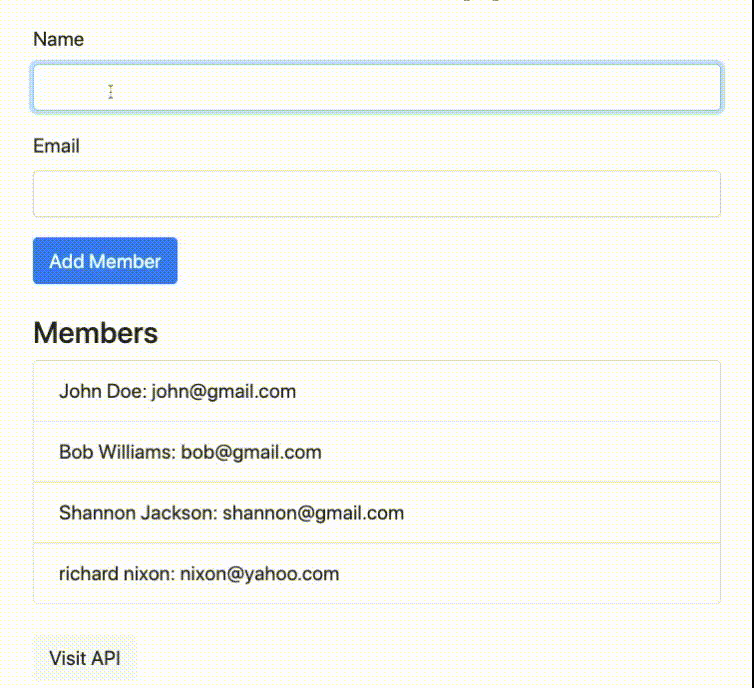 Name
Email
Add Member
Members
John Doe: john@gmail.com
Bob Williams: bob@gmail.com
Shannon Jackson: shannon@gmail.com
richard nixon: nixon@yahoo.com
Visit API